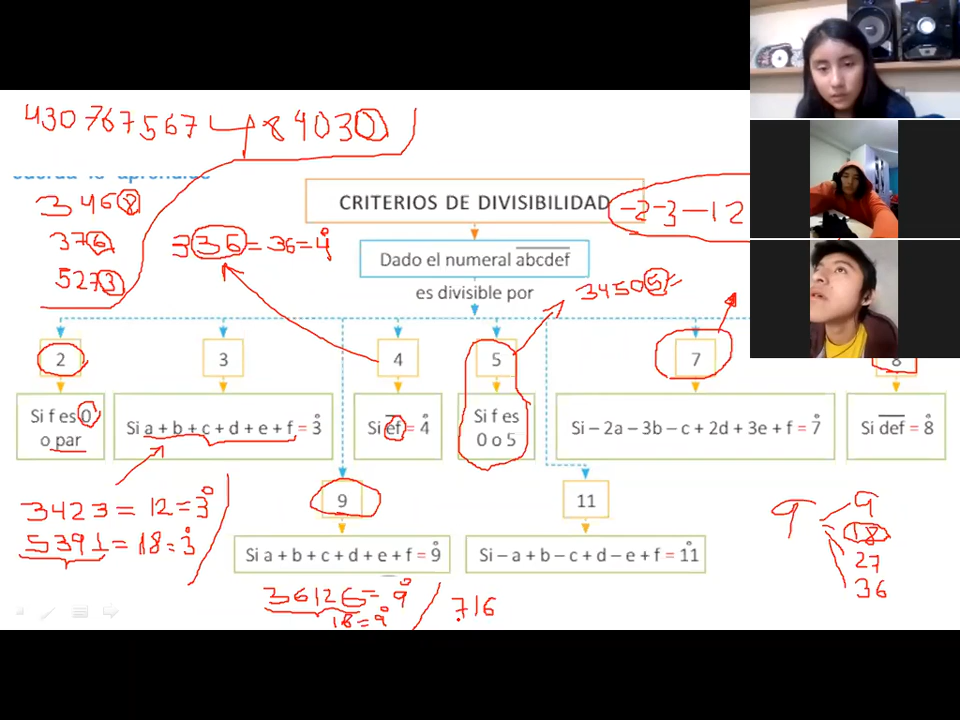 430767567
84030
acuerda lo aprendido
3468
376
5273
CRITERIOS DE DIVISIBILIDAD
-2-3-12
336 = 36 = 4̊
Dado el numeral a̅b̅c̅d̅e̅f̅
es divisible por
34505 =
2 3 4 5 7 8
Si f es 0 o par
Si a + b + c + d + e + f = 3̊
Si e̅f̅ = 4̊
Si f es 0 o 5
Si – 2a – 3b – c + 2d + 3e + f = 7̊
Si d̅e̅f̅ = 8̊
3423 = 12 = 3̊
5391 = 18 = 3̊
9 11
Si a + b + c + d + e + f = 9̊
Si – a + b – c + d – e + f = 11̊
36126 = 9̊
18 = 9̊
716
9
9
18
27
36